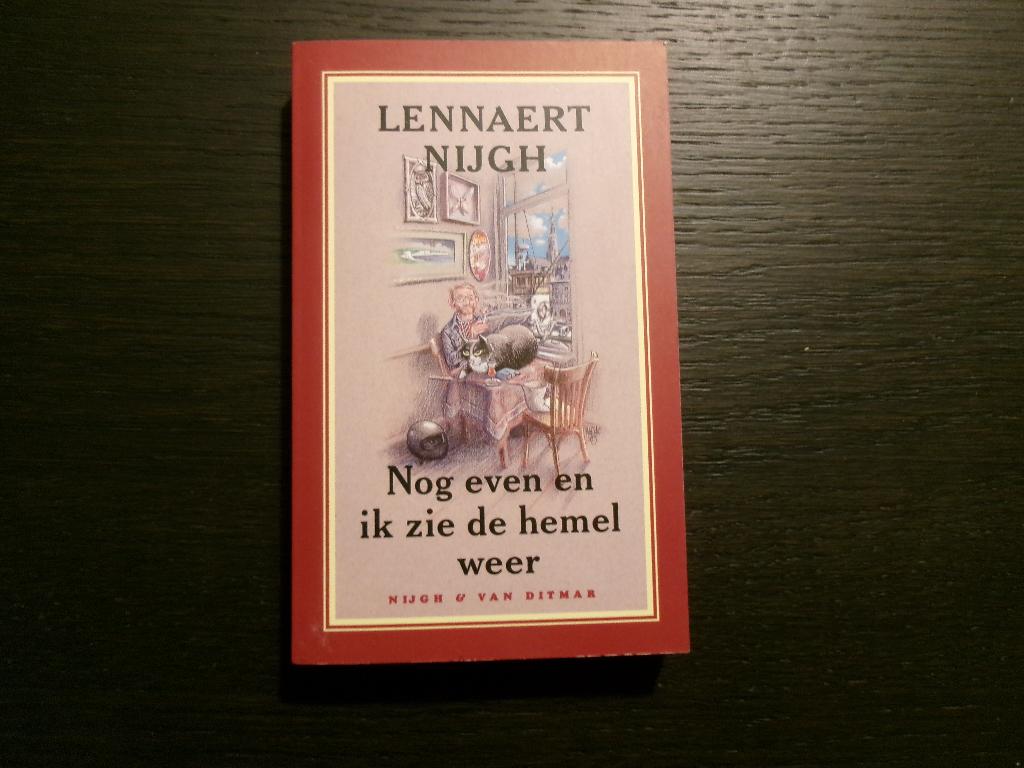 LENNAERT
NIJGH
Nog even en
ik zie de hemel
weer
NIJGH & VAN DITMAR